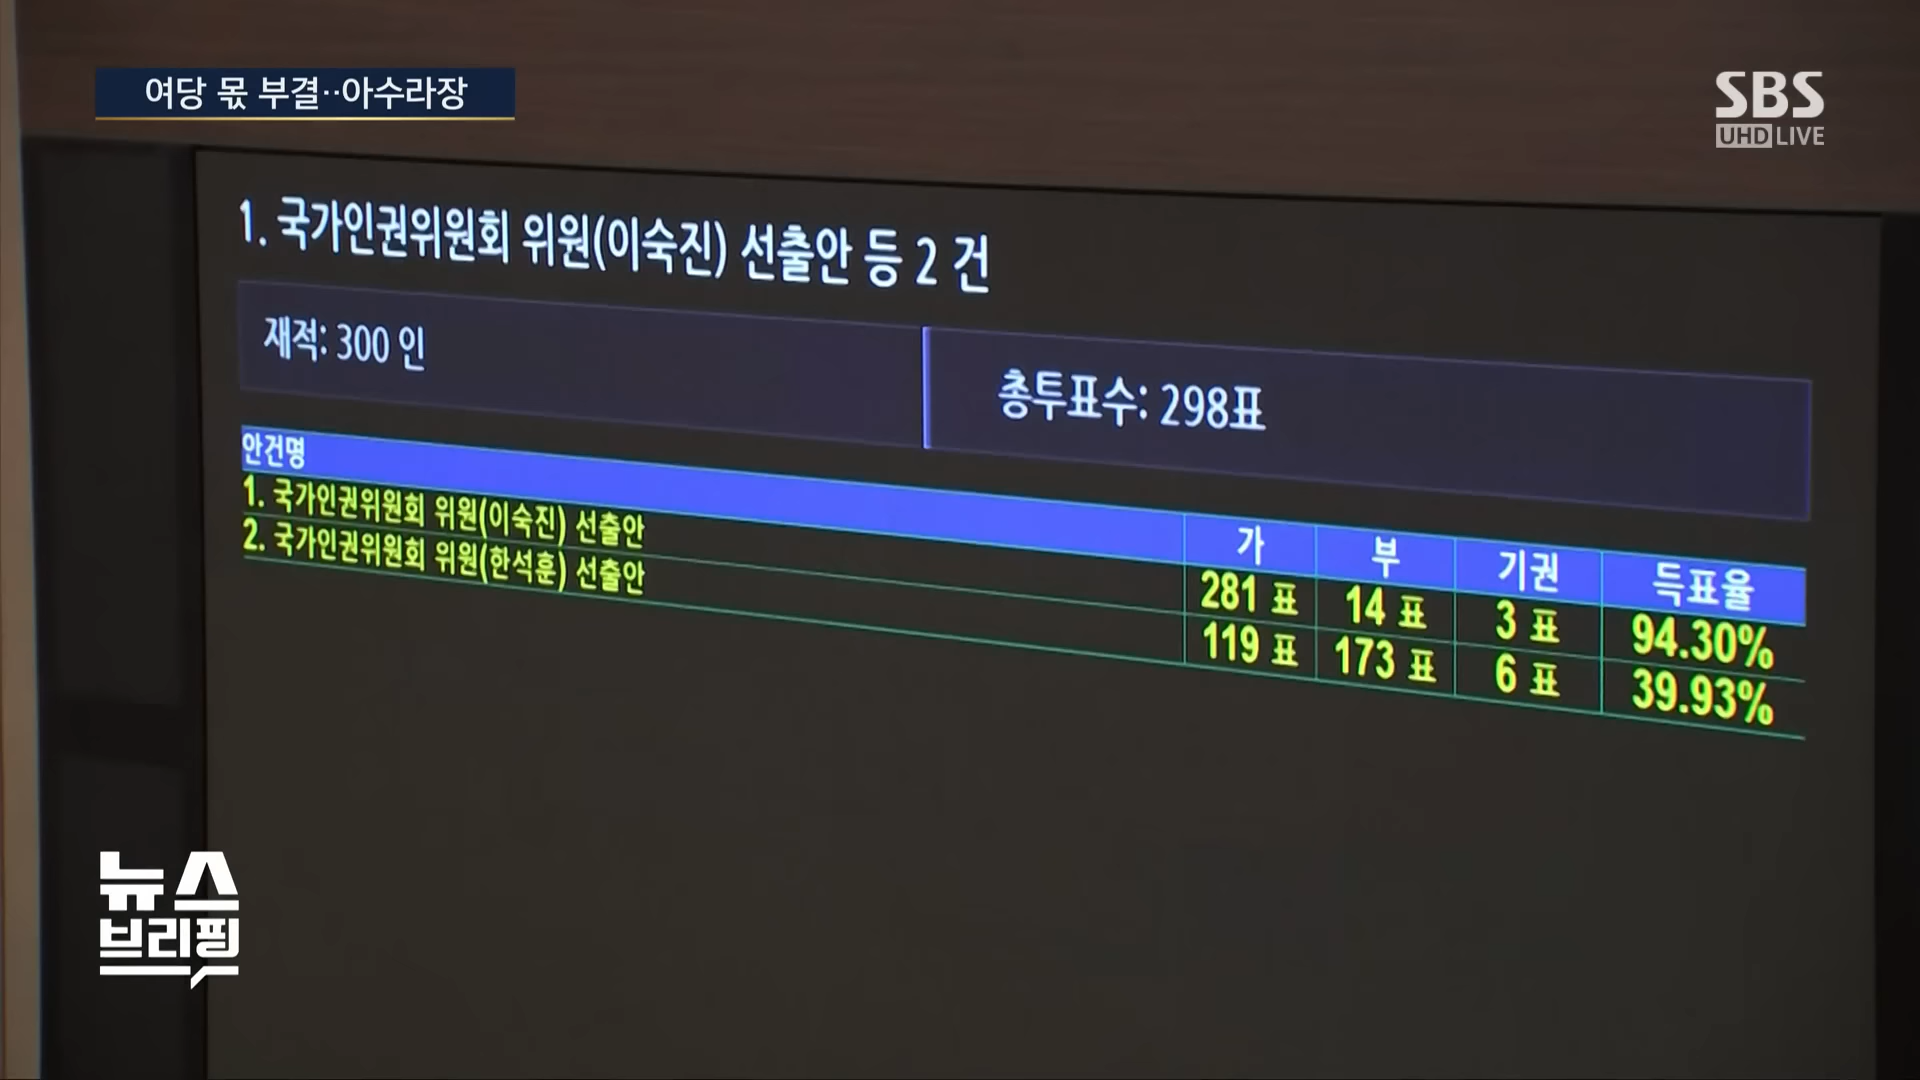 여당 몫 부결··아수라장
SBS
UHD LIVE
1. 국가인권위원회 위원(이숙진) 선출안 등 2 건
재적: 300 인
총투표수: 298표
안건명 가 부 기권 득표율
1. 국가인권위원회 위원(이숙진) 선출안 281 표 14 표 3 표 94.30%
2. 국가인권위원회 위원(한석훈) 선출안 119 표 173 표 6 표 39.93%
뉴스
브리핑